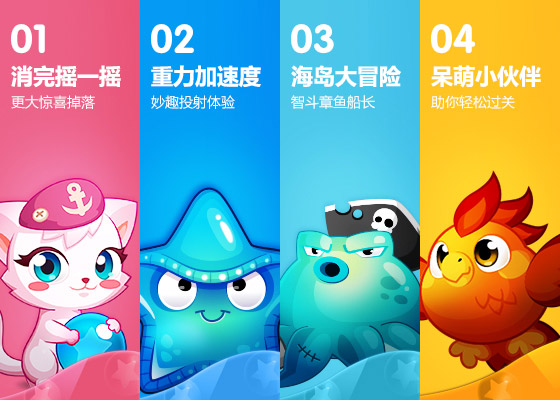 01
消完摇一摇
更大惊喜掉落
02
重力加速度
妙趣投射体验
03
海岛大冒险
智斗章鱼船长
04
呆萌小伙伴
助你轻松过关